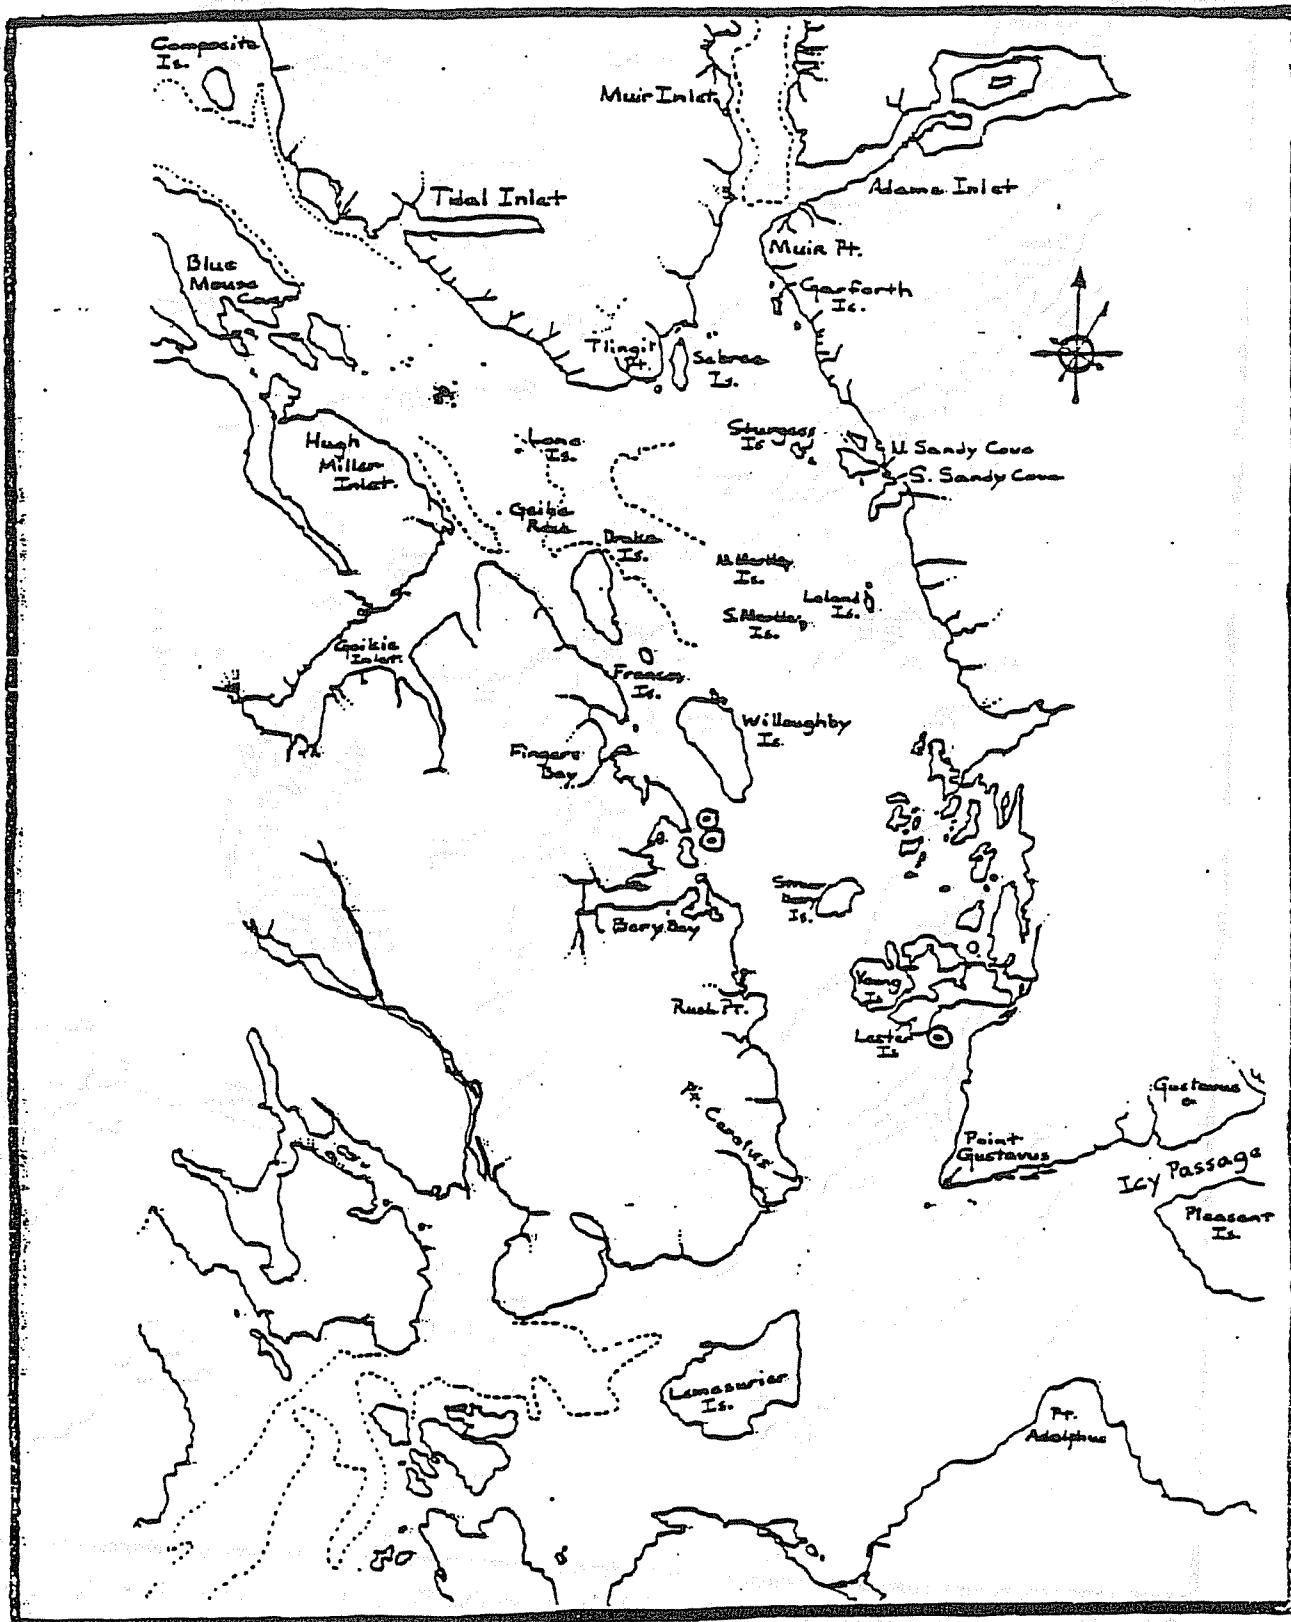 Composite
Is.
Muir Inlet
Adams Inlet
Tidal Inlet
Muir Pt.
Blue
Mouse
Cove
Garforth
Is.
Tlingit
Pt.
Sebree
Is.
Sturgess
Is
Lone
Is.
Hugh
Miller
Inlet.
N Sandy Cove
S. Sandy Cove
Geikie
Rock
Drake
Is.
N. Marble
Is.
Leland
Is.
S. Marble
Is.
Geikie
Inlet.
Francis
Is.
Willoughby
Is.
Fingers
Bay
Is.
Berg Bay
Young
Is
Rush Pt.
Lester
Is
Pt. Carolus
Gustavus
Point
Gustavus
Icy Passage
Pleasant
Is.
Lemesurier
Is.
Pt.
Adolphus